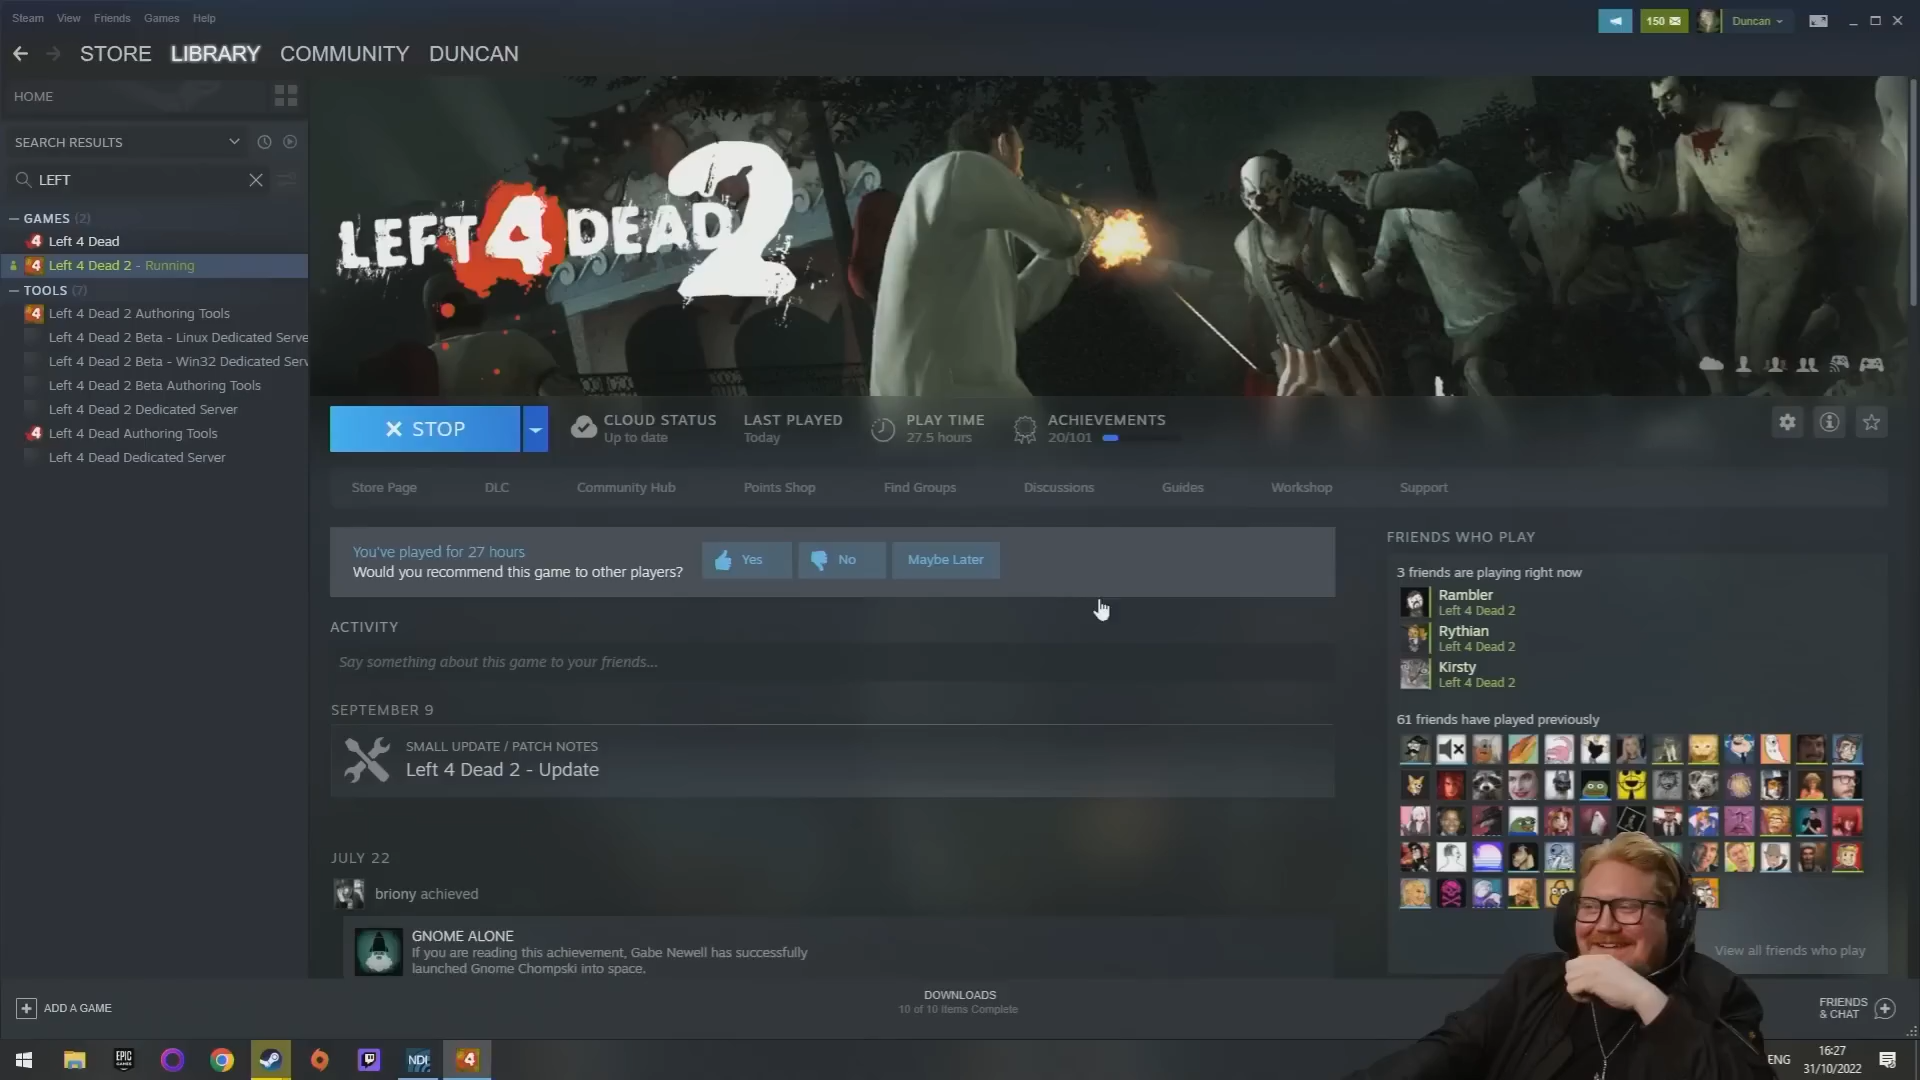 Steam View Friends Games Help
150 Duncan
STORE LIBRARY COMMUNITY DUNCAN
HOME
SEARCH RESULTS
LEFT
GAMES (2)
Left 4 Dead
Left 4 Dead 2 - Running
TOOLS (7)
Left 4 Dead 2 Authoring Tools
Left 4 Dead 2 Beta - Linux Dedicated Serve
Left 4 Dead 2 Beta - Win32 Dedicated Serv
Left 4 Dead 2 Beta Authoring Tools
Left 4 Dead 2 Dedicated Server
Left 4 Dead Authoring Tools
Left 4 Dead Dedicated Server
LEFT 4 DEAD 2
STOP
CLOUD STATUS
Up to date
LAST PLAYED
Today
PLAY TIME
27.5 hours
ACHIEVEMENTS
20/101
Store Page DLC Community Hub Points Shop Find Groups Discussions Guides Workshop Support
You've played for 27 hours
Would you recommend this game to other players?
Yes No Maybe Later
ACTIVITY
Say something about this game to your friends...
SEPTEMBER 9
SMALL UPDATE / PATCH NOTES
Left 4 Dead 2 - Update
JULY 22
briony achieved
GNOME ALONE
If you are reading this achievement, Gabe Newell has successfully
launched Gnome Chompski into space.
FRIENDS WHO PLAY
3 friends are playing right now
Rambler
Left 4 Dead 2
Rythian
Left 4 Dead 2
Kirsty
Left 4 Dead 2
61 friends have played previously
View all friends who play
ADD A GAME
DOWNLOADS
10 of 10 Items Complete
FRIENDS
& CHAT
EPIC
GAMES
NDI
4
ENG
16:27
31/10/2022